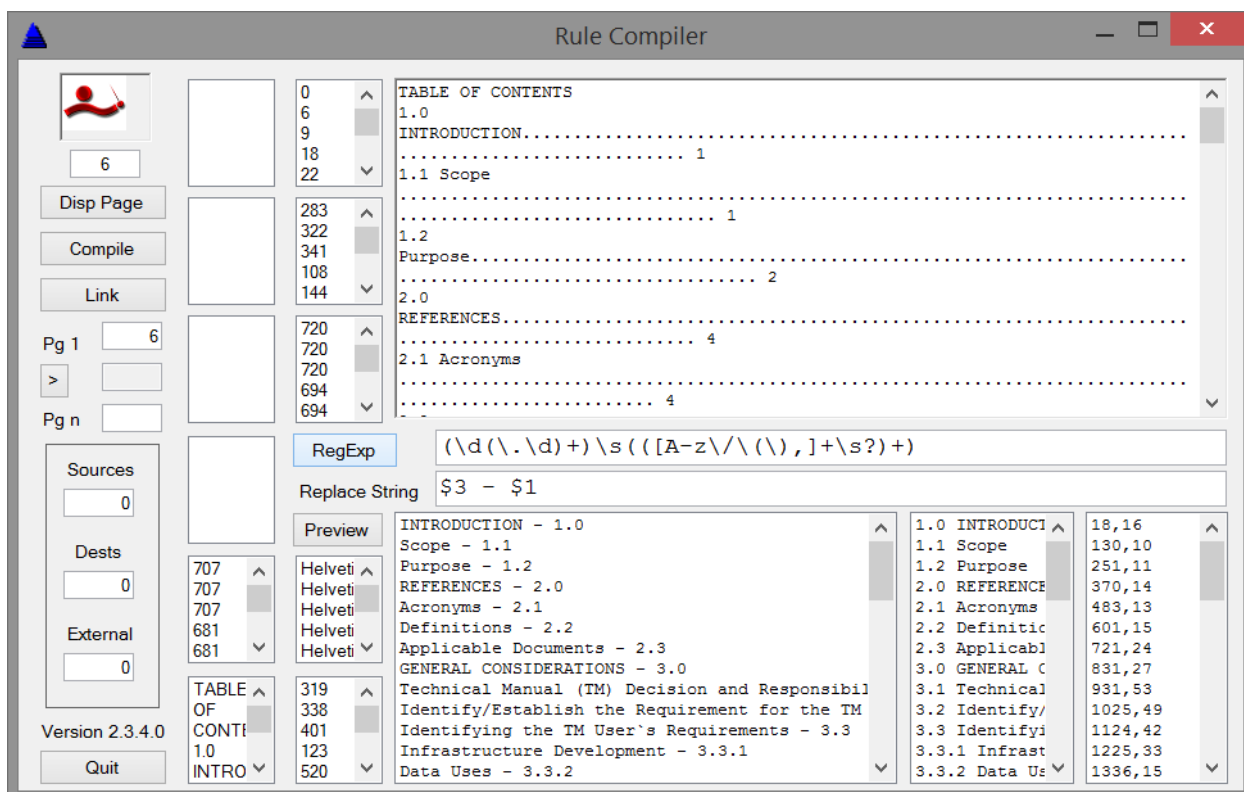 Rule Compiler
6
Disp Page
Compile
Link
Pg 1
6
>
Pg n
Sources
0
Dests
0
External
0
Version 2.3.4.0
Quit
0
6
9
18
22
283
322
341
108
144
720
720
720
694
694
TABLE OF CONTENTS
1.0
INTRODUCTION.................................................................
............................ 1
1.1 Scope
.............................................................................
............................... 1
1.2
Purpose......................................................................
................................... 2
2.0
REFERENCES...................................................................
............................. 4
2.1 Acronyms
.............................................................................
......................... 4
RegExp
(\d(\.\d)+)\s(([A-z\/\(\),]+\s?)+)
Replace String
$3 - $1
Preview
707
707
707
681
681
Helveti
Helveti
Helveti
Helveti
Helveti
TABLE
OF
CONTE
1.0
INTRO
319
338
401
123
520
INTRODUCTION - 1.0
Scope - 1.1
Purpose - 1.2
REFERENCES - 2.0
Acronyms - 2.1
Definitions - 2.2
Applicable Documents - 2.3
GENERAL CONSIDERATIONS - 3.0
Technical Manual (TM) Decision and Responsibil
Identify/Establish the Requirement for the TM
Identifying the TM User`s Requirements - 3.3
Infrastructure Development - 3.3.1
Data Uses - 3.3.2
1.0 INTRODUCT
1.1 Scope
1.2 Purpose
2.0 REFERENCE
2.1 Acronyms
2.2 Definitic
2.3 Applicabl
3.0 GENERAL C
3.1 Technical
3.2 Identify/
3.3 Identifyi
3.3.1 Infrast
3.3.2 Data Us
18,16
130,10
251,11
370,14
483,13
601,15
721,24
831,27
931,53
1025,49
1124,42
1225,33
1336,15